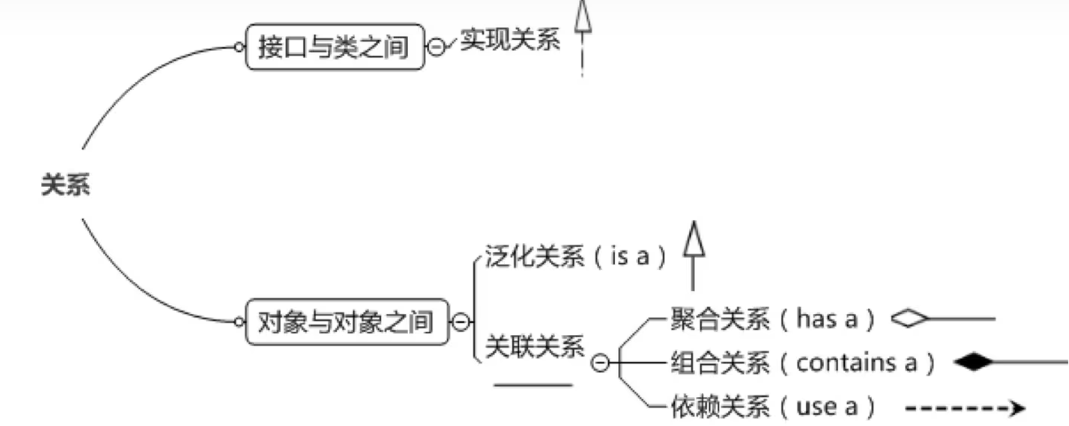 关系
接口与类之间
实现关系
对象与对象之间
泛化关系（is a）
关联关系
聚合关系（has a）
组合关系（contains a）
依赖关系（use a）